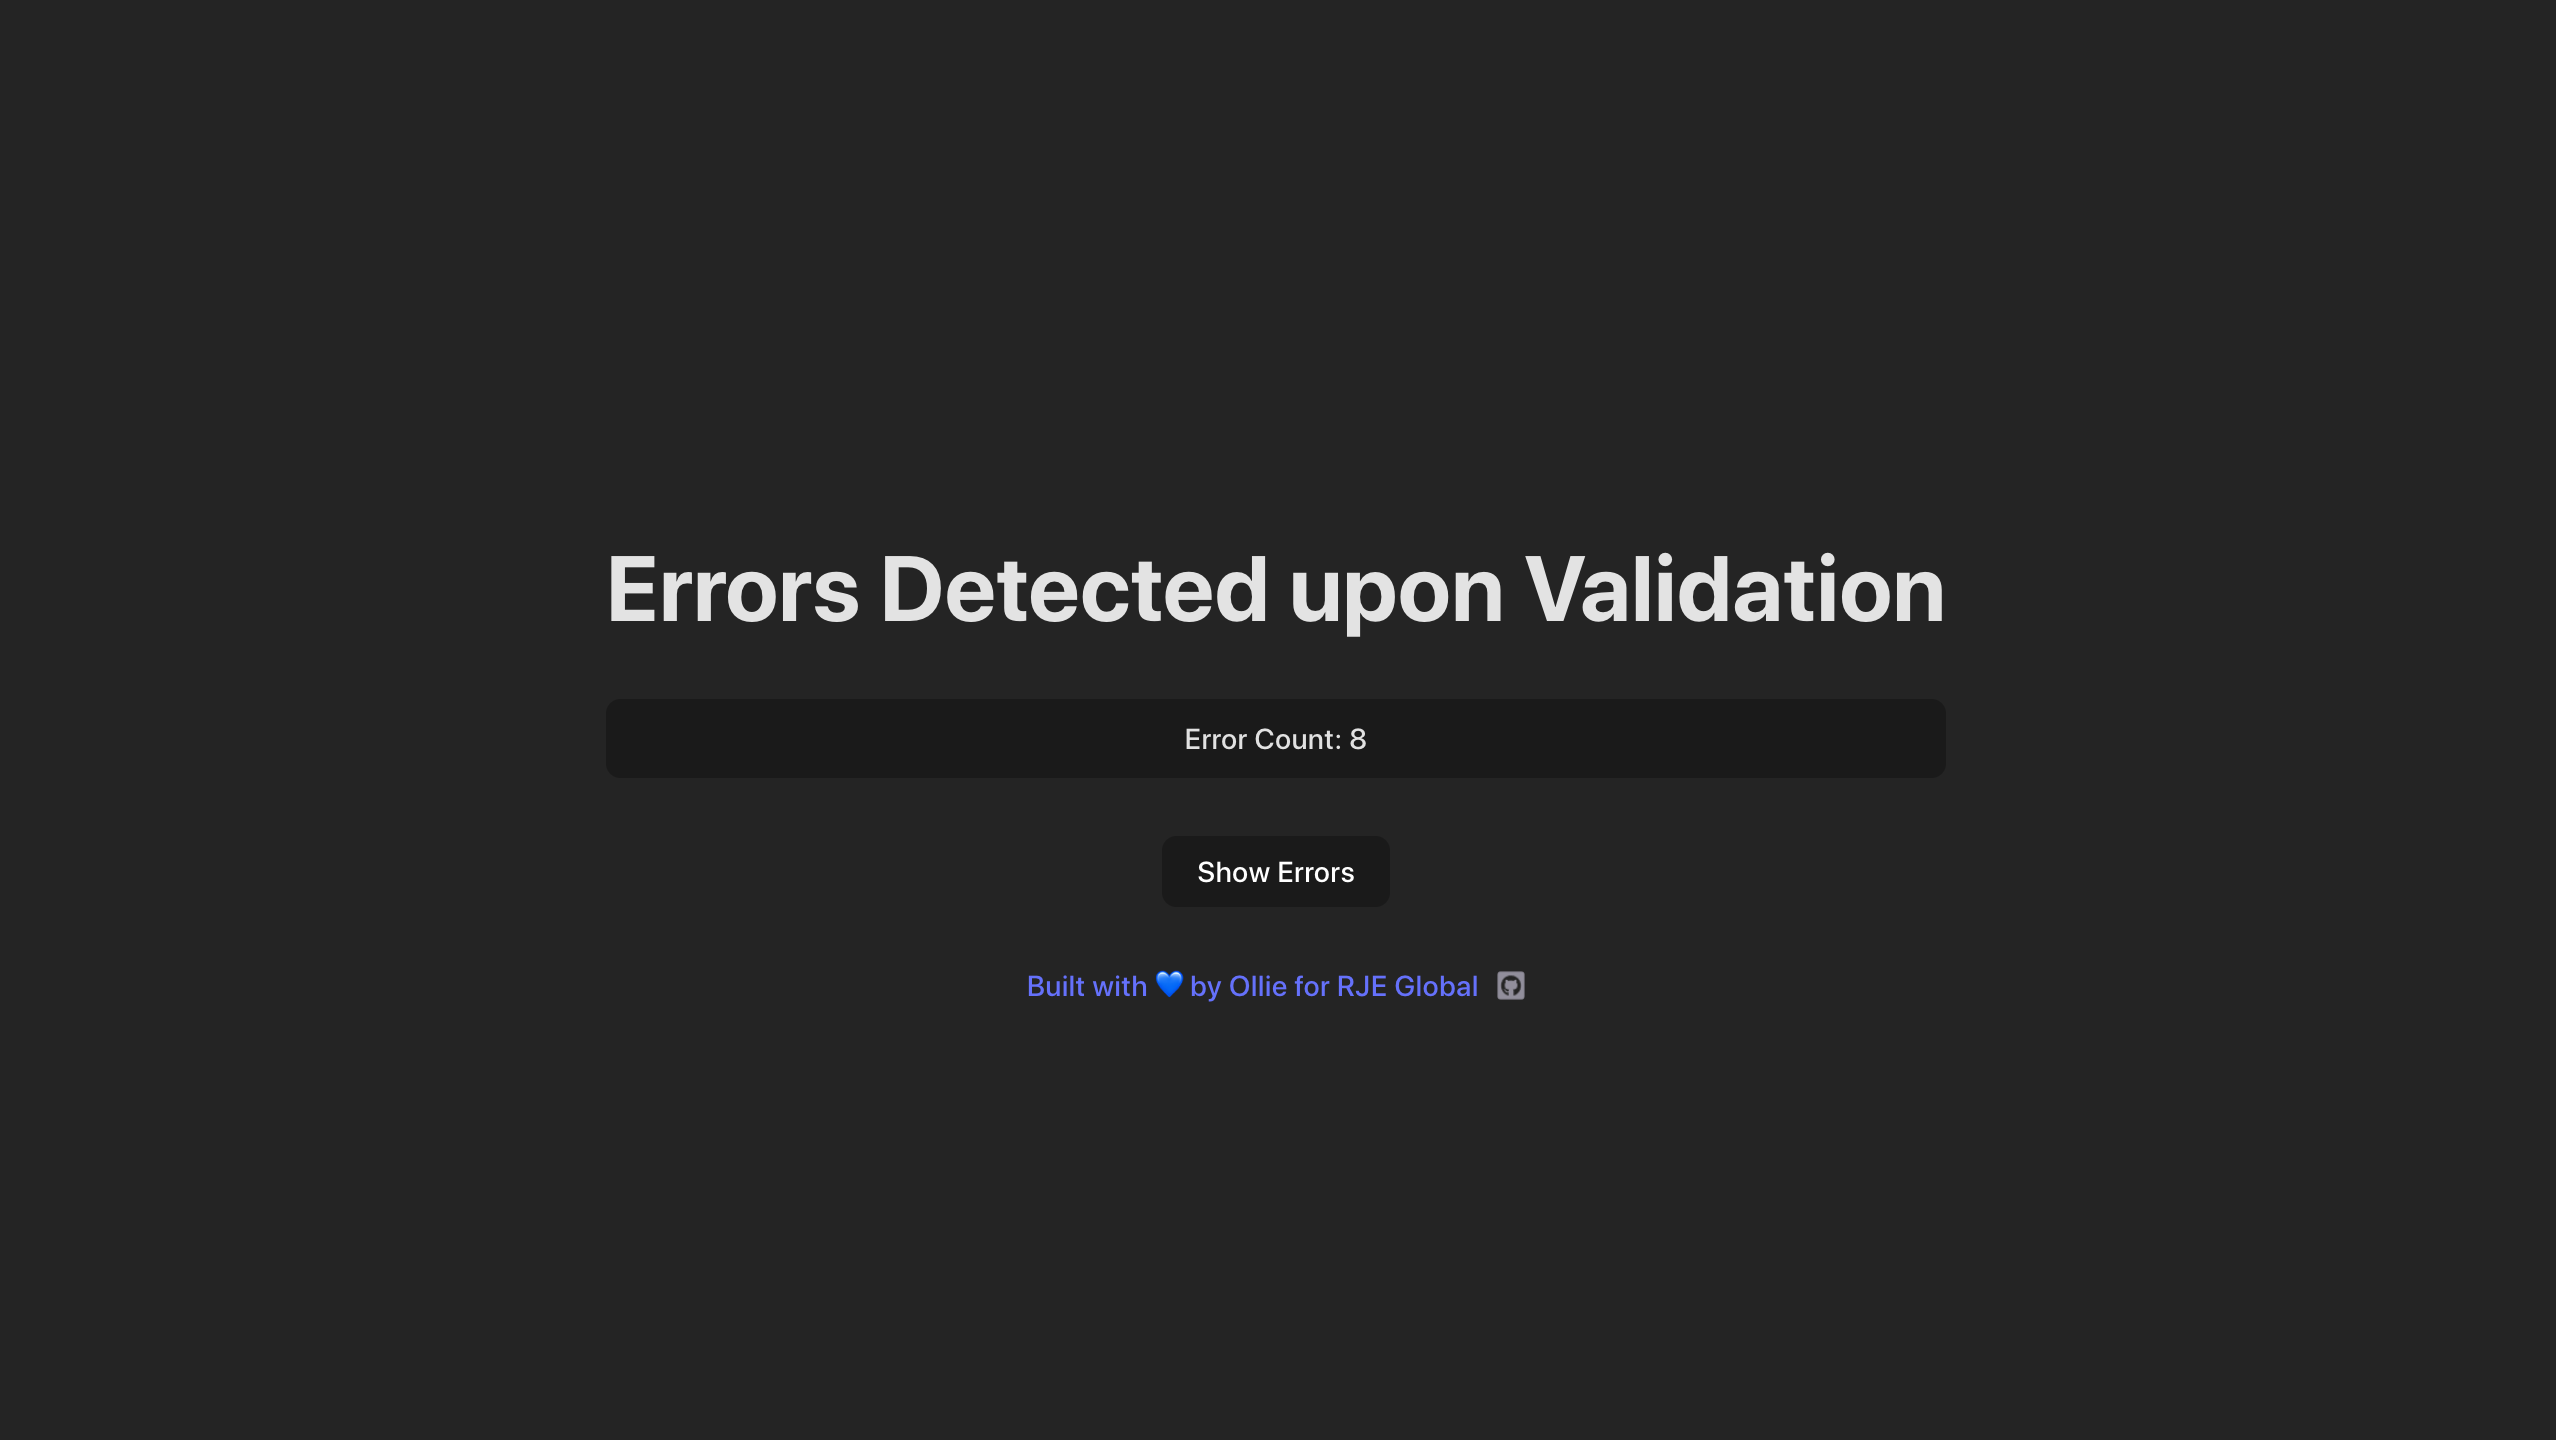 Errors Detected upon Validation
Error Count: 8
Show Errors
Built with 💙 by Ollie for RJE Global